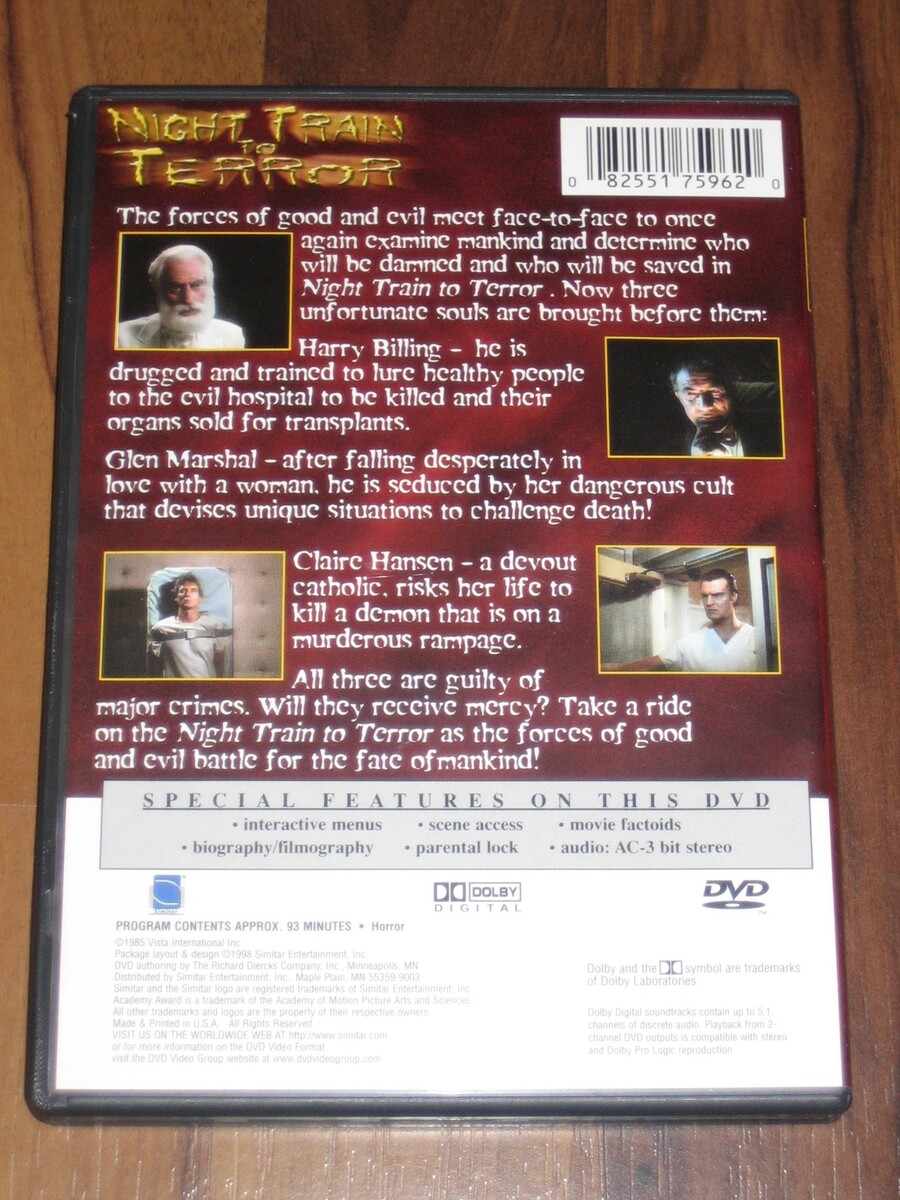 NIGHT TRAIN
TO
TERROR
0 82551 75962 0
The forces of good and evil meet face-to-face to once
again examine mankind and determine who
will be damned and who will be saved in
Night Train to Terror . Now three
unfortunate souls are brought before them:
Harry Billing - he is
drugged and trained to lure healthy people
to the evil hospital to be killed and their
organs sold for transplants.
Glen Marshal - after falling desperately in
love with a woman, he is seduced by her dangerous cult
that devises unique situations to challenge death!
Claire Hansen - a devout
catholic, risks her life to
kill a demon that is on a
murderous rampage.
All three are guilty of
major crimes. Will they receive mercy? Take a ride
on the Night Train to Terror as the forces of good
and evil battle for the fate ofmankind!
SPECIAL FEATURES ON THIS DVD
• interactive menus • scene access • movie factoids
• biography/filmography • parental lock • audio: AC-3 bit stereo
Simitar
DOLBY
DIGITAL
DVD
VIDEO
TM
PROGRAM CONTENTS APPROX. 93 MINUTES • Horror
©1985 Vista International Inc.
Package layout & design ©1998 Simitar Entertainment, Inc.
DVD authoring by The Richard Diercks Company, Inc., Minneapolis, MN
Distributed by Simitar Entertainment, Inc., Maple Plain, MN 55359-9003
Simitar and the Simitar logo are registered trademarks of Simitar Entertainment, Inc.
Academy Award is a trademark of the Academy of Motion Picture Arts and Sciences.
All other trademarks and logos are the property of their respective owners.
Made & Printed in U.S.A. All Rights Reserved
VISIT US ON THE WORLDWIDE WEB AT http://www.simitar.com
or for more information on the DVD Video Format,
visit the DVD Video Group website at www.dvdvideogroup.com
Dolby and the symbol are trademarks
of Dolby Laboratories
Dolby Digital soundtracks contain up to 5.1
channels of discrete audio. Playback from 2-
channel DVD outputs is compatible with stereo
and Dolby Pro Logic reproduction